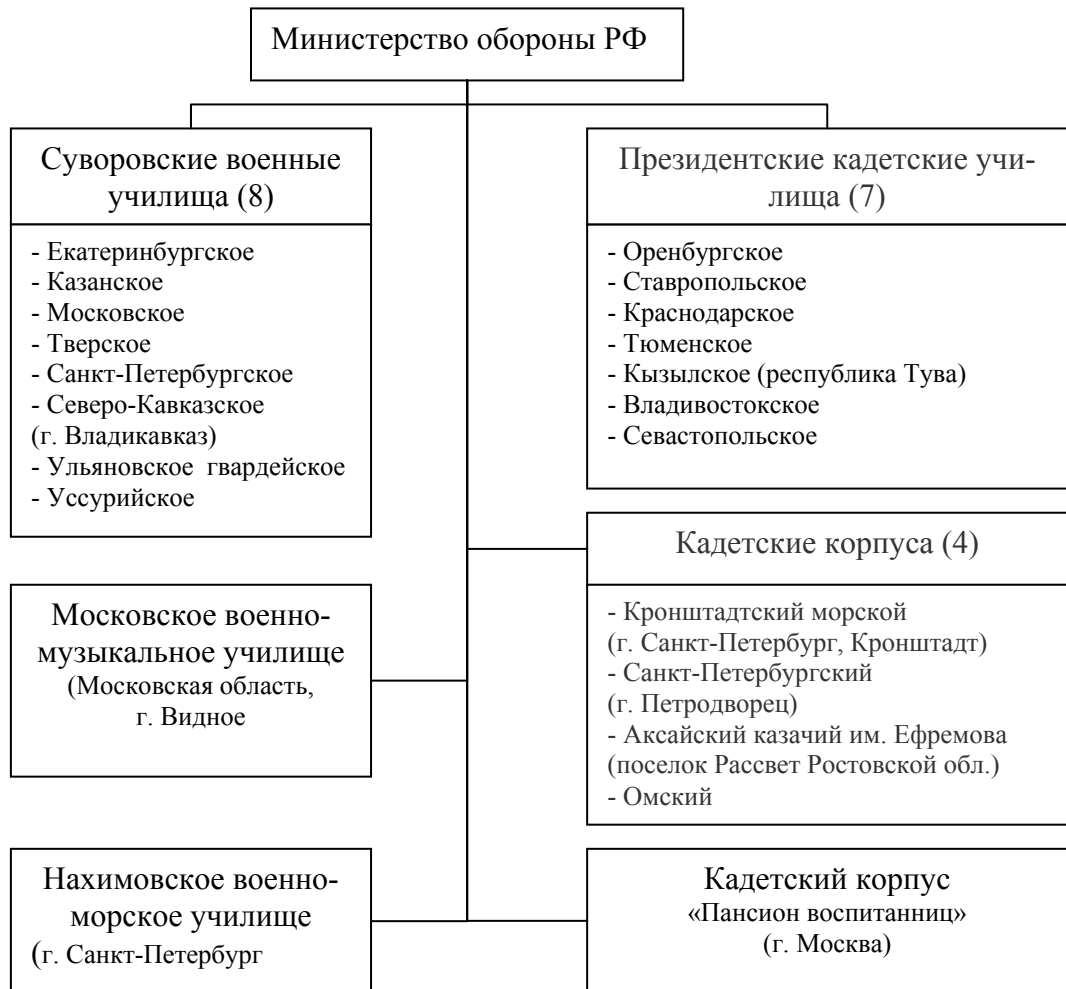 Министерство обороны РФ
Суворовские военные
училища (8)
- Екатеринбургское
- Казанское
- Московское
- Тверское
- Санкт-Петербургское
- Северо-Кавказское
(г. Владикавказ)
- Ульяновское гвардейское
- Уссурийское
Президентские кадетские учи-
лища (7)
- Оренбургское
- Ставропольское
- Краснодарское
- Тюменское
- Кызылское (республика Тува)
- Владивостокское
- Севастопольское
Московское военно-
музыкальное училище
(Московская область,
г. Видное
Кадетские корпуса (4)
- Кронштадтский морской
(г. Санкт-Петербург, Кронштадт)
- Санкт-Петербургский
(г. Петродворец)
- Аксайский казачий им. Ефремова
(поселок Рассвет Ростовской обл.)
- Омский
Нахимовское военно-
морское училище
(г. Санкт-Петербург
Кадетский корпус
«Пансион воспитанниц»
(г. Москва)